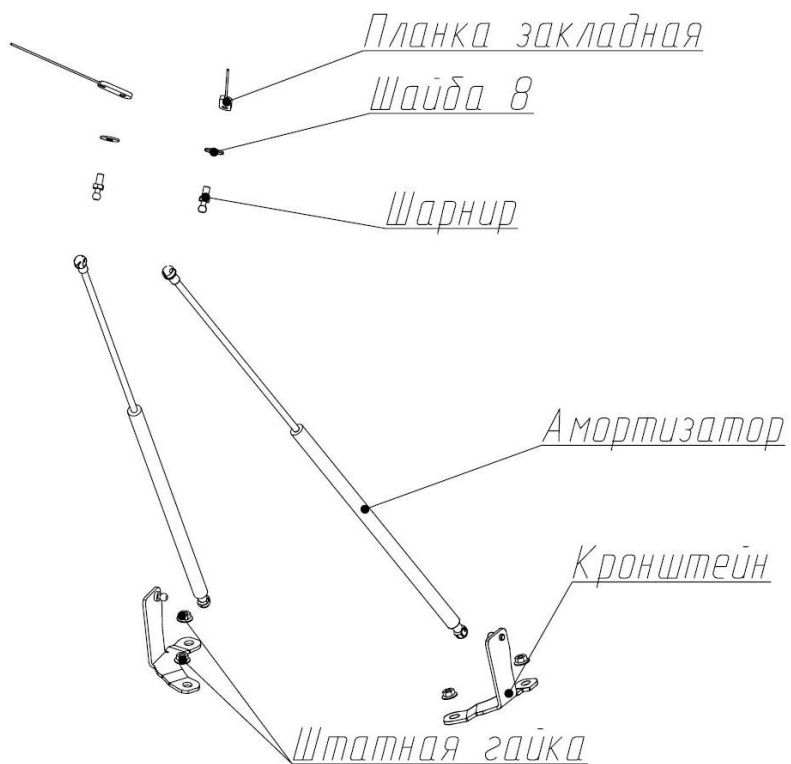 Планка закладная
Шайба 8
Шарнир
Амортизатор
Кронштейн
Штатная гайка